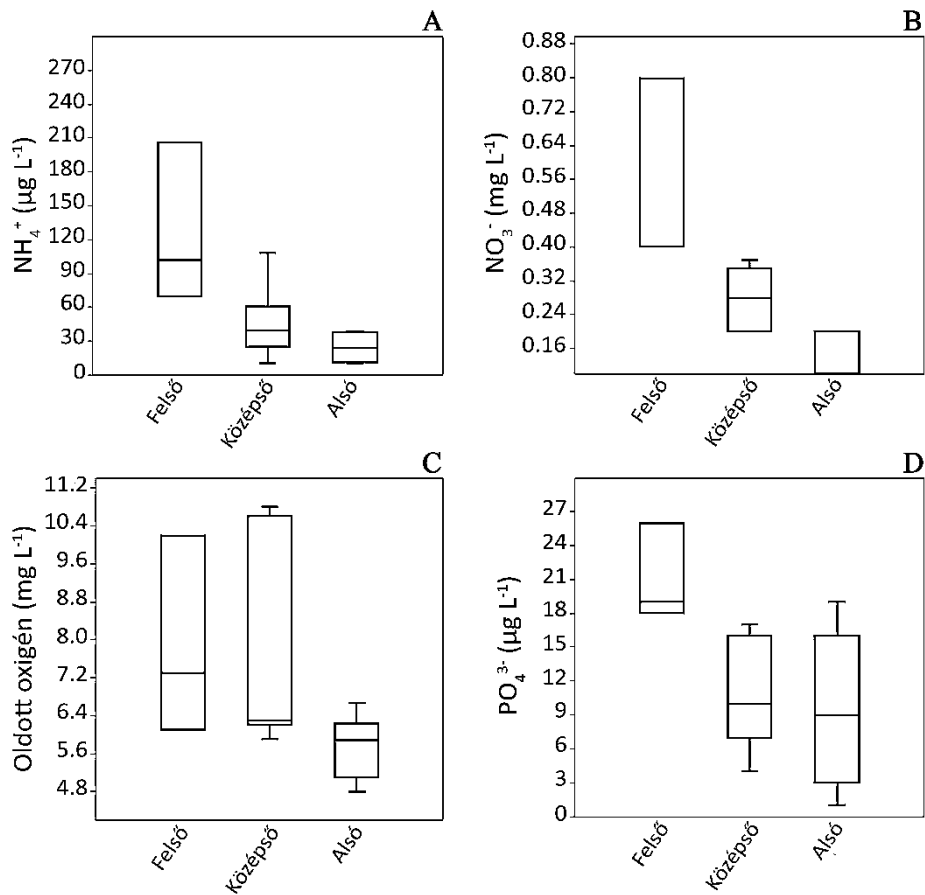 A
NH₄⁺ (µg L⁻¹)
270
240
210
180
150
120
90
60
30
0
Felső
Középső
Alsó
B
NO₃⁻ (mg L⁻¹)
0.88
0.80
0.72
0.64
0.56
0.48
0.40
0.32
0.24
0.16
Felső
Középső
Alsó
C
Oldott oxigén (mg L⁻¹)
11.2
10.4
9.6
8.8
8.0
7.2
6.4
5.6
4.8
Felső
Középső
Alsó
D
PO₄³⁻ (µg L⁻¹)
27
24
21
18
15
12
9
6
3
0
Felső
Középső
Alsó